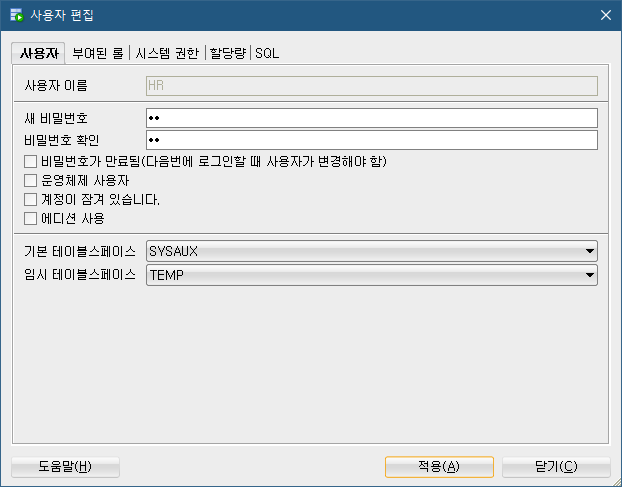 사용자 편집
사용자 부여된 롤 시스템 권한 할당량 SQL
사용자 이름 HR
새 비밀번호 ●●
비밀번호 확인 ●●
비밀번호가 만료됨(다음번에 로그인할 때 사용자가 변경해야 함)
운영체제 사용자
계정이 잠겨 있습니다.
에디션 사용
기본 테이블스페이스 SYSAUX
임시 테이블스페이스 TEMP
도움말(H) 적용(A) 닫기(C)